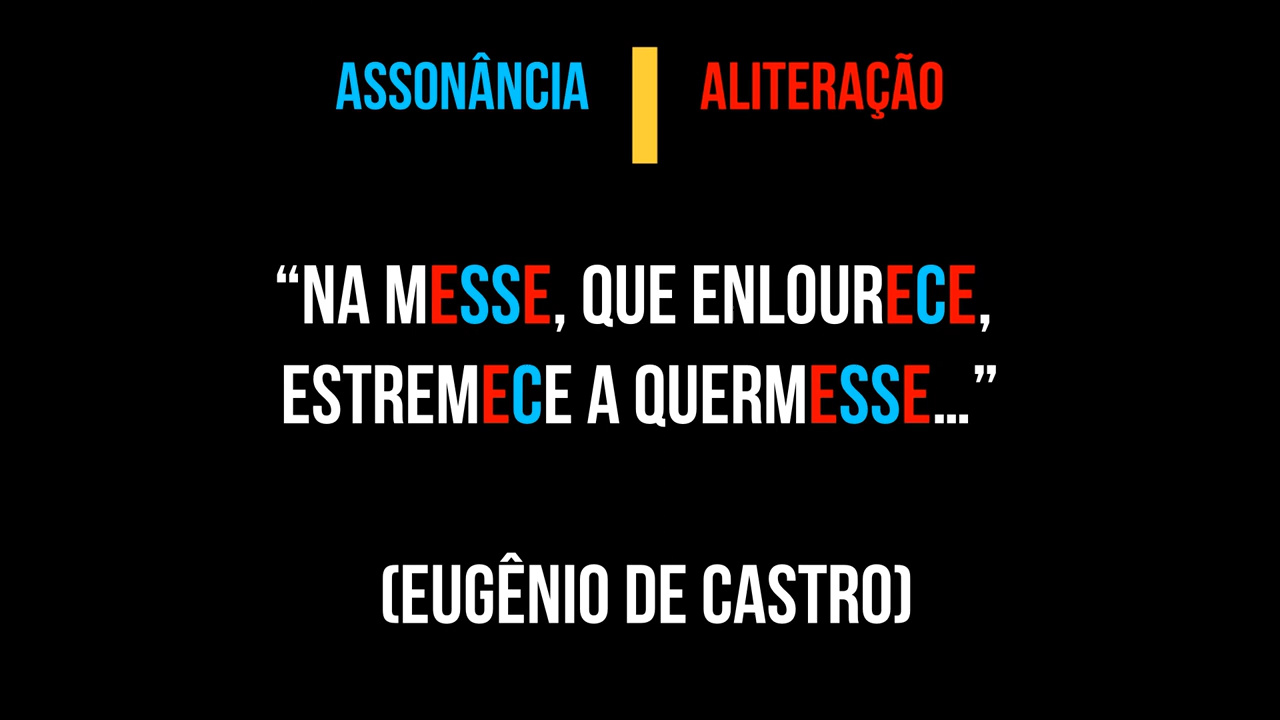 ASSONÂNCIA ALITERAÇÃO
“NA MESSE, QUE ENLOURECE,
ESTREMECE A QUERMESSE...”
(EUGÊNIO DE CASTRO)